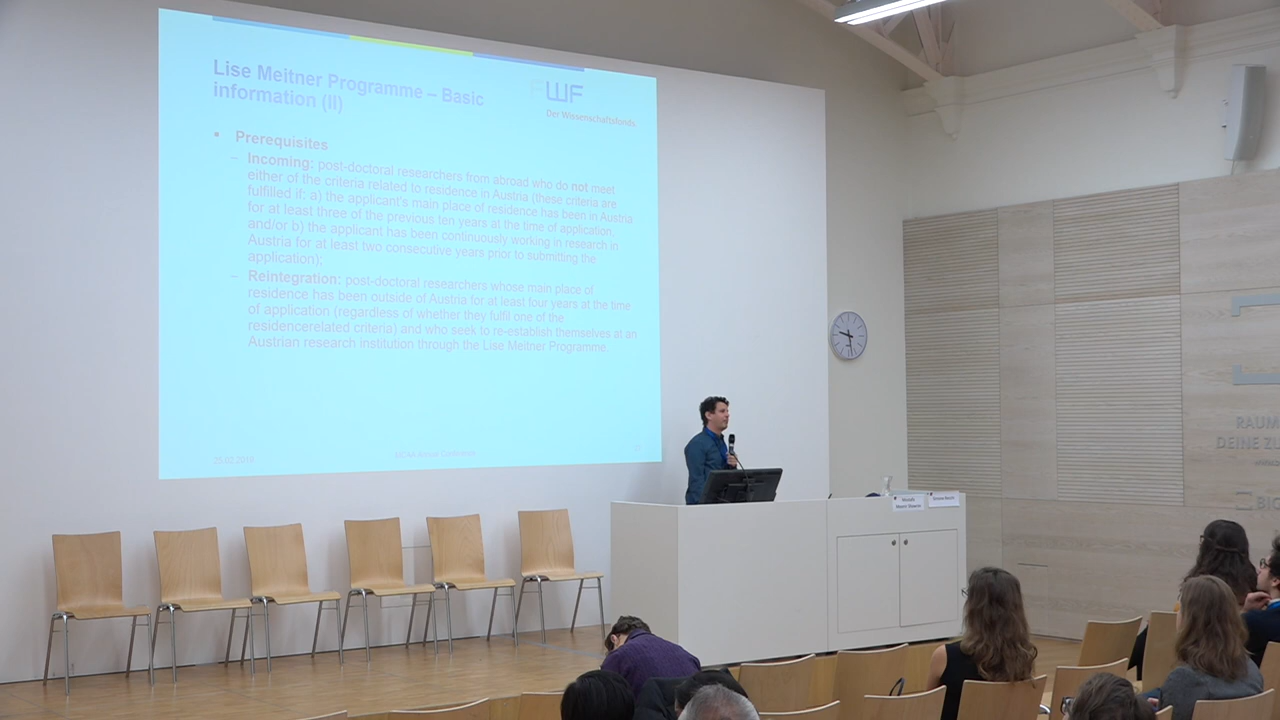 Lise Meitner Programme – Basic
information (II)
FWF
Der Wissenschaftsfonds.
▪ Prerequisites
– Incoming: post-doctoral researchers from abroad who do not meet
either of the criteria related to residence in Austria (these criteria are
fulfilled if: a) the applicant's main place of residence has been in Austria
for at least three of the previous ten years at the time of application,
and/or b) the applicant has been continuously working in research in
Austria for at least two consecutive years prior to submitting the
application);
– Reintegration: post-doctoral researchers whose main place of
residence has been outside of Austria for at least four years at the time
of application (regardless of whether they fulfil one of the
residencerelated criteria) and who seek to re-establish themselves at an
Austrian research institution through the Lise Meitner Programme.
RAUM
DEINE ZU
BIG